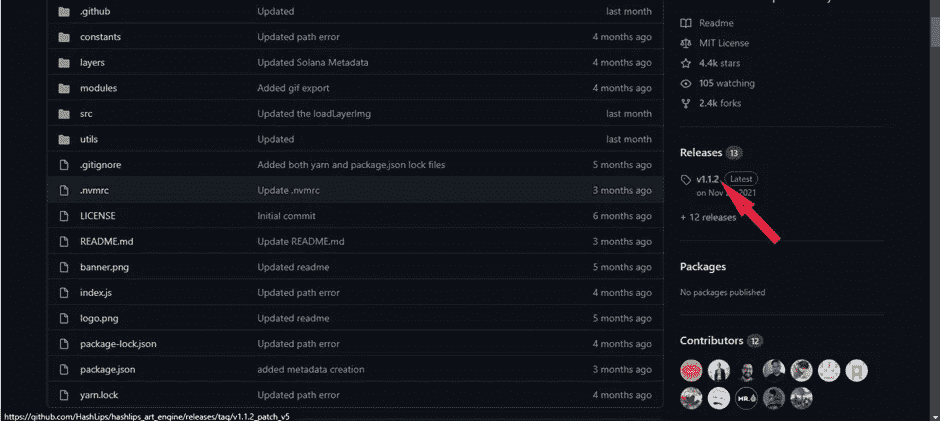 .github Updated last month
constants Updated path error 4 months ago
layers Updated Solana Metadata 4 months ago
modules Added gif export 4 months ago
src Updated the loadLayerImg last month
utils Updated last month
.gitignore Added both yarn and package.json lock files 5 months ago
.nvmrc Update .nvmrc 3 months ago
LICENSE Initial commit 6 months ago
README.md Update README.md 3 months ago
banner.png Updated readme 5 months ago
index.js Updated path error 4 months ago
logo.png Updated readme 5 months ago
package-lock.json Updated path error 4 months ago
package.json added metadata creation 3 months ago
yarn.lock Updated path error 4 months ago
https://github.com/HashLips/hashlips_art_engine/releases/tag/v1.1.2_patch_v5
Readme
MIT License
4.4k stars
105 watching
2.4k forks
Releases 13
v1.1.2 Latest
on Nov 2021
+ 12 releases
Packages
No packages published
Contributors 12